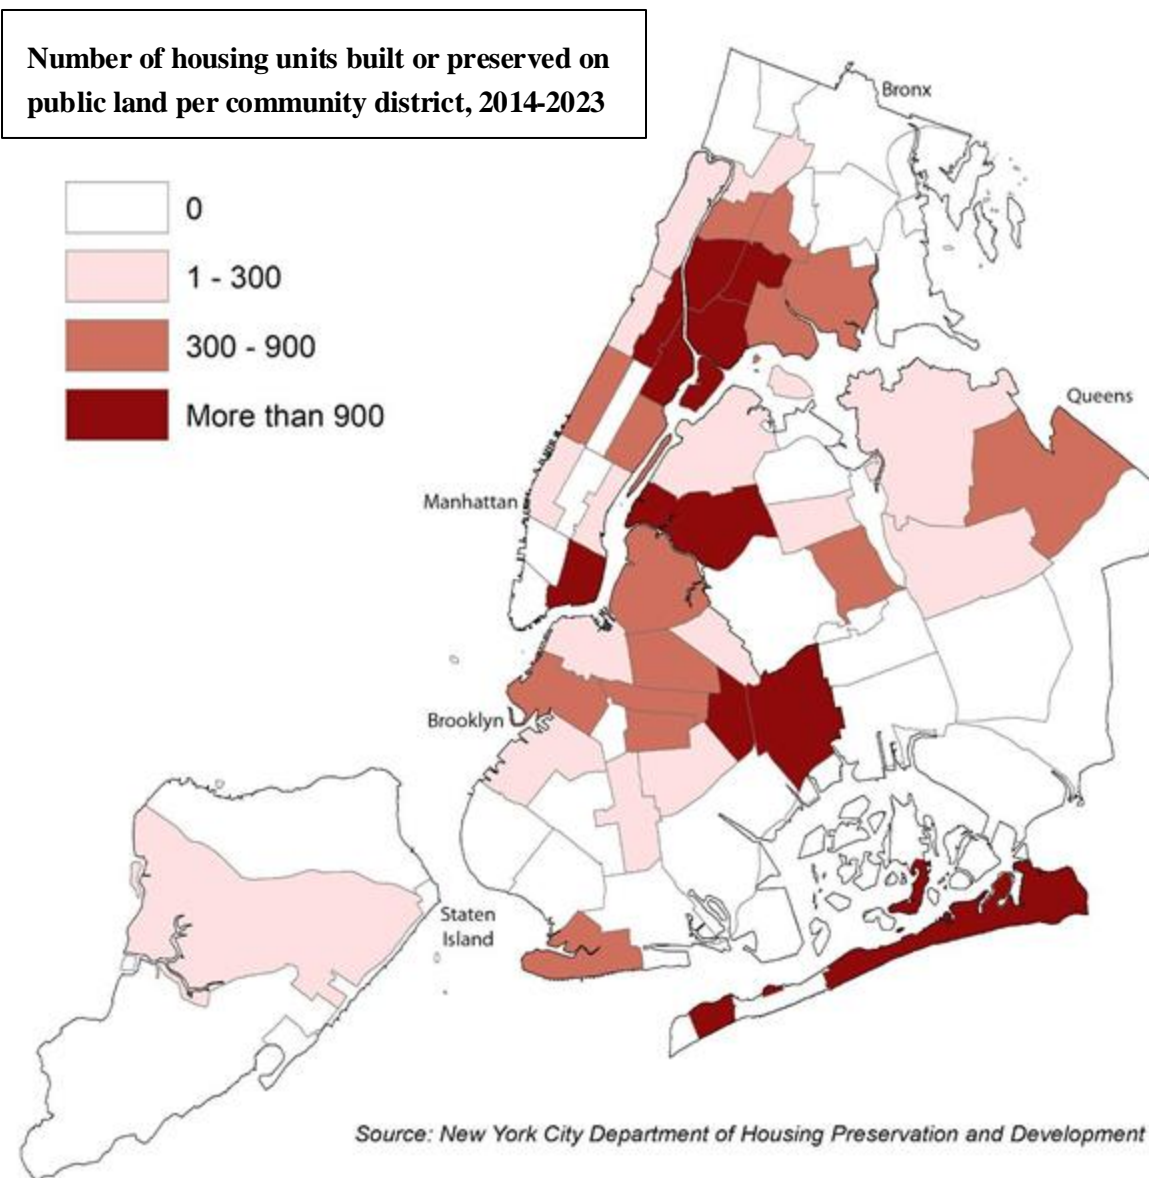 Number of housing units built or preserved on
public land per community district, 2014-2023
0
1 - 300
300 - 900
More than 900
Bronx
Queens
Manhattan
Brooklyn
Staten
Island
Source: New York City Department of Housing Preservation and Development